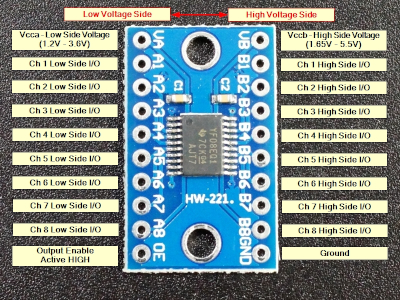 Low Voltage Side
High Voltage Side
Vcca - Low Side Voltage
(1.2V - 3.6V)
Ch 1 Low Side I/O
Ch 2 Low Side I/O
Ch 3 Low Side I/O
Ch 4 Low Side I/O
Ch 5 Low Side I/O
Ch 6 Low Side I/O
Ch 7 Low Side I/O
Ch 8 Low Side I/O
Output Enable
Active HIGH
VA
A1
A2
A3
A4
A5
A6
A7
A8
OE
C1
C2
YF08E
HW-221.
VB
B1
B2
B3
B4
B5
B6
B7
B8
GND
Vccb - High Side Voltage
(1.65V - 5.5V)
Ch 1 High Side I/O
Ch 2 High Side I/O
Ch 3 High Side I/O
Ch 4 High Side I/O
Ch 5 High Side I/O
Ch 6 High Side I/O
Ch 7 High Side I/O
Ch 8 High Side I/O
Ground